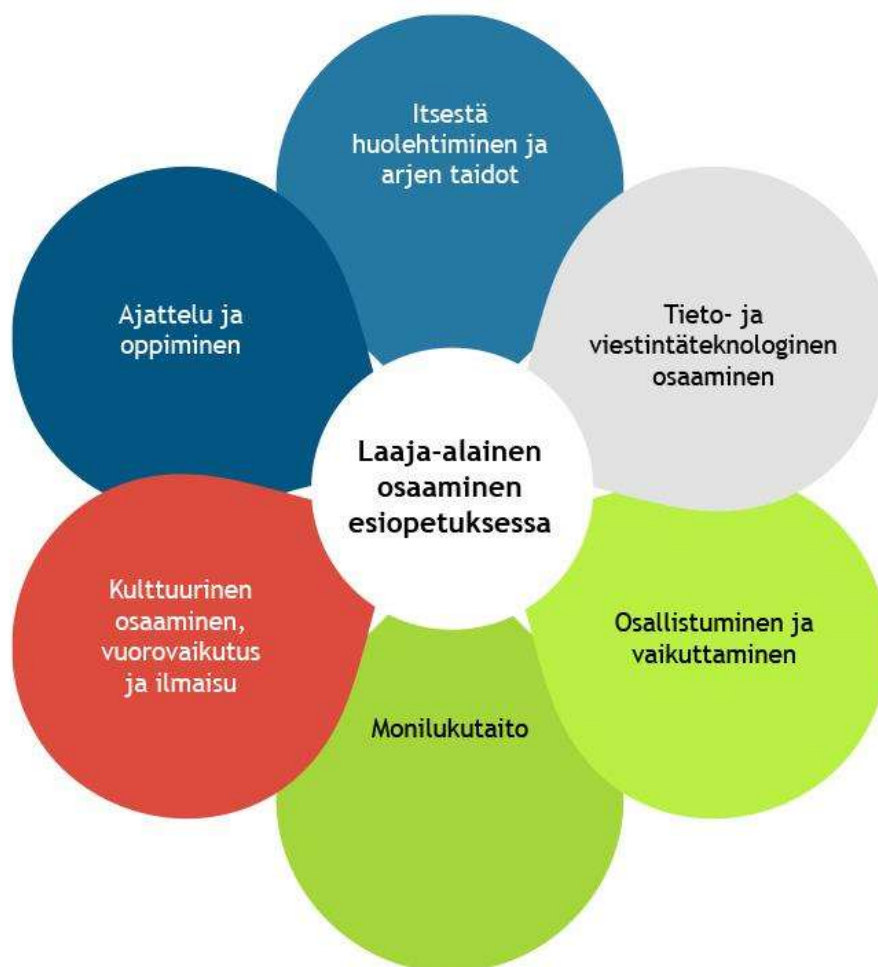 Itsestä
huolehtiminen ja
arjen taidot
Ajattelu ja
oppiminen
Tieto- ja
viestintäteknologinen
osaaminen
Laaja-alainen
osaaminen
esiopetuksessa
Kulttuurinen
osaaminen,
vuorovaikutus
ja ilmaisu
Osallistuminen ja
vaikuttaminen
Monilukutaito